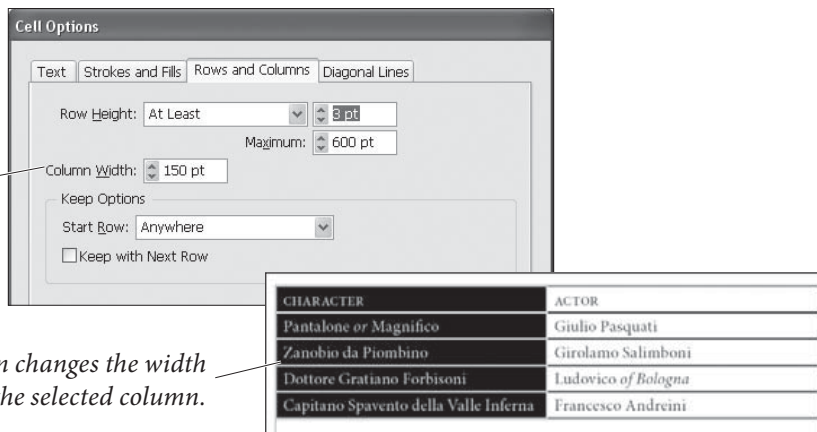 Cell Options
Text Strokes and Fills Rows and Columns Diagonal Lines
Row Height: At Least 3 pt
Maximum: 600 pt
Column Width: 150 pt
Keep Options
Start Row: Anywhere
Keep with Next Row
CHARACTER ACTOR
Pantalone or Magnifico Giulio Pasquati
Zanobio da Piombino Girolamo Salimboni
Dottore Gratiano Forbisoni Ludovico of Bologna
Capitano Spavento della Valle Inferna Francesco Andreini
changes the width
the selected column.